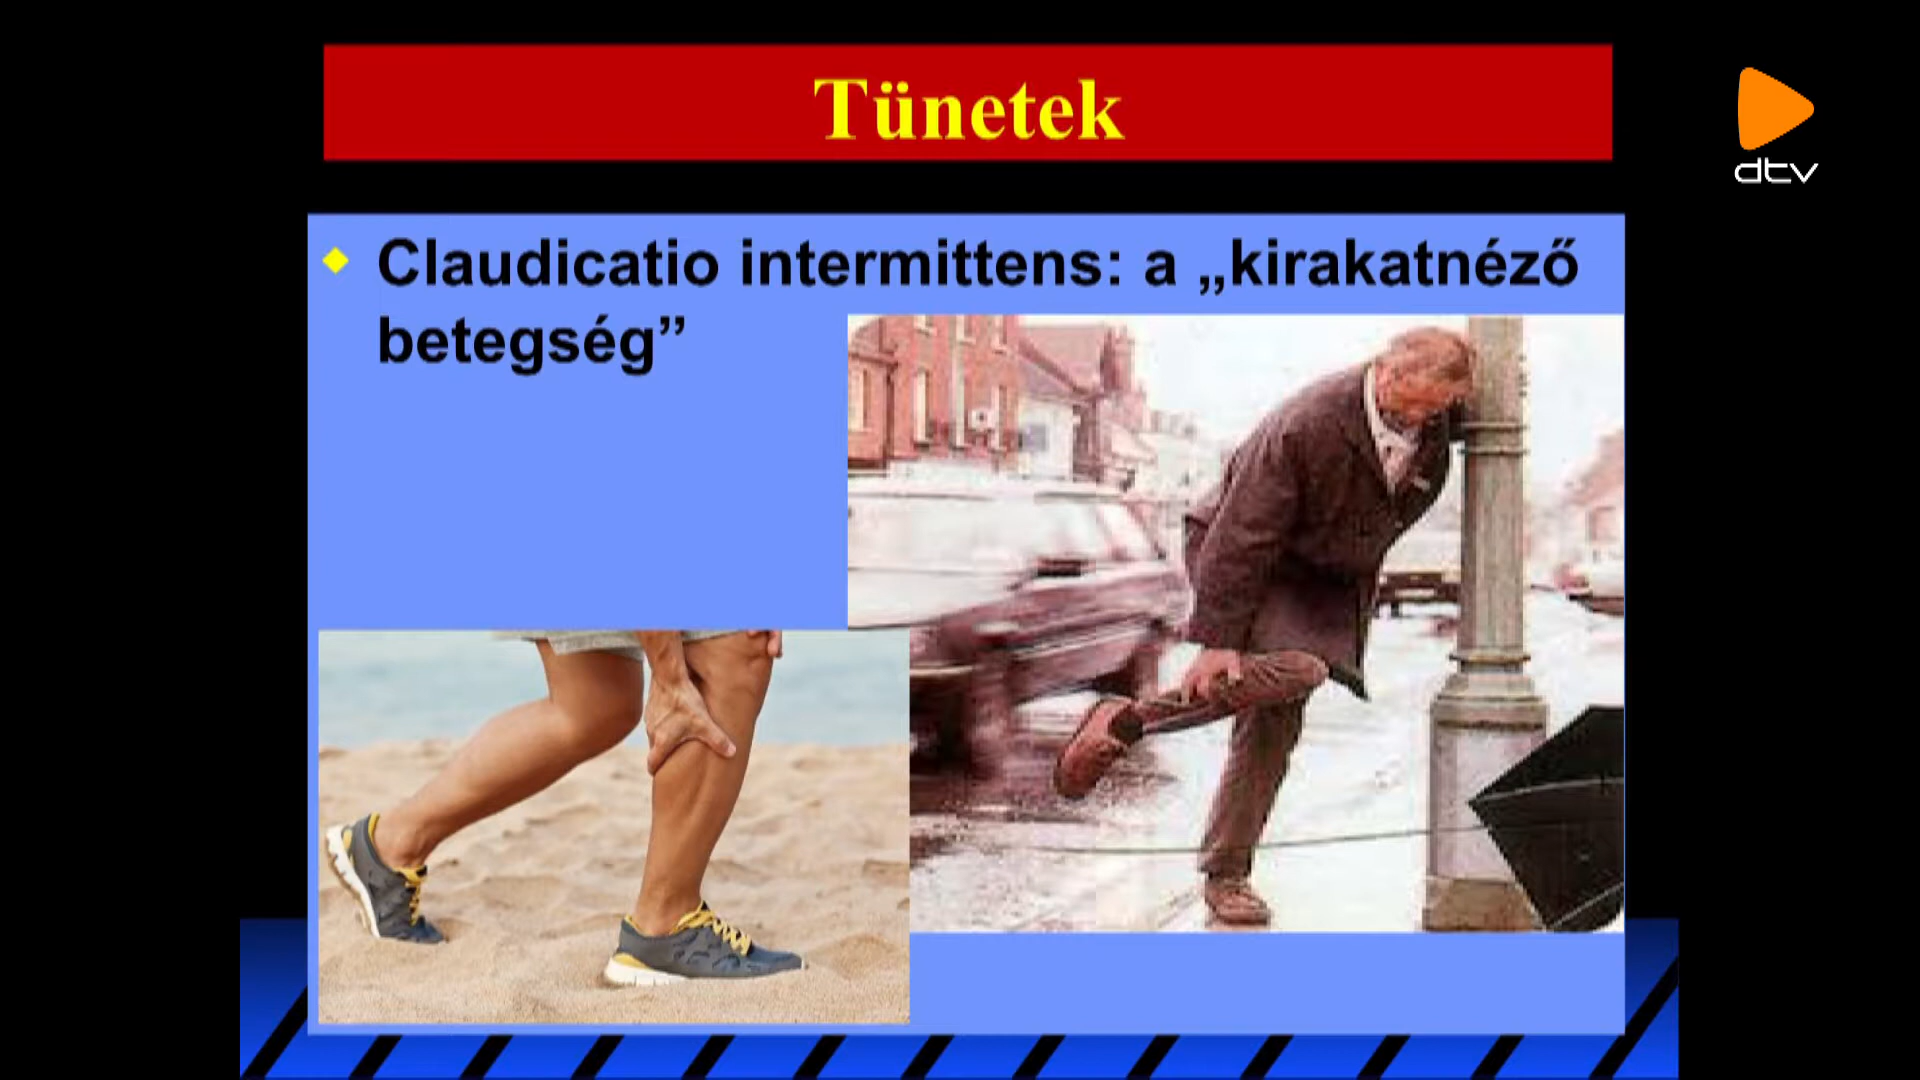 Tünetek
dtv
Claudicatio intermittens: a „kirakatnéző
betegség”